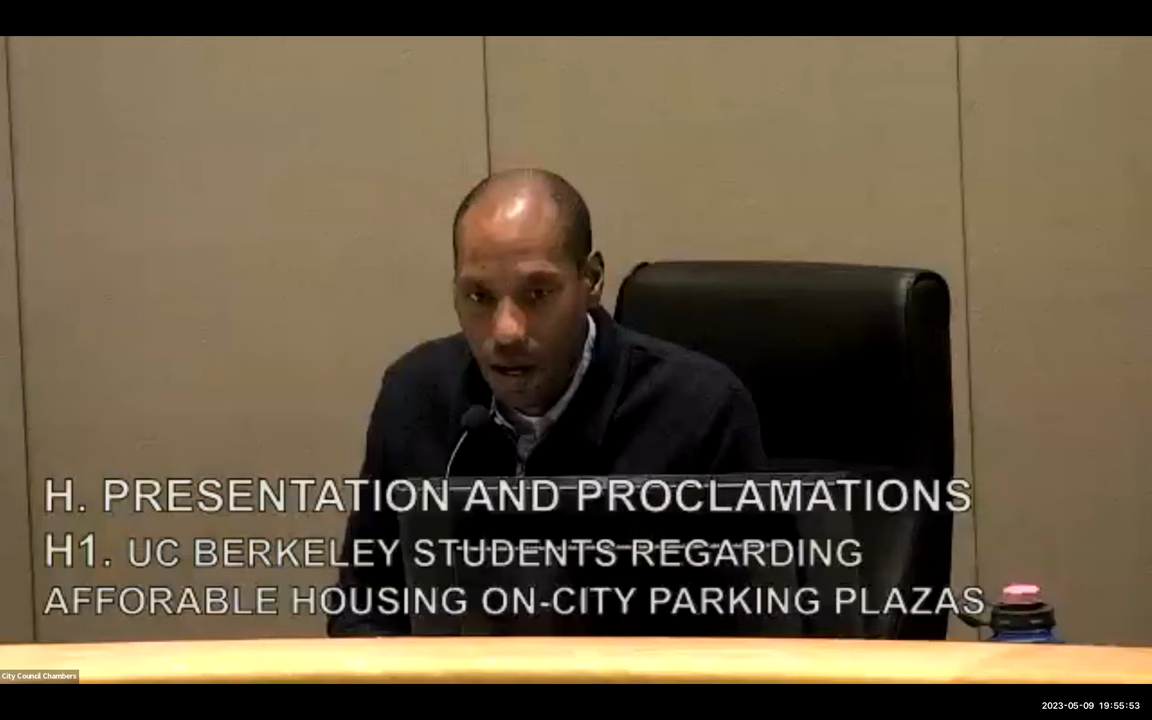 H. PRESENTATION AND PROCLAMATIONS
H1. UC BERKELEY STUDENTS REGARDING
AFFORABLE HOUSING ON-CITY PARKING PLAZAS
City Council Chambers
2023-05-09 19:55:53